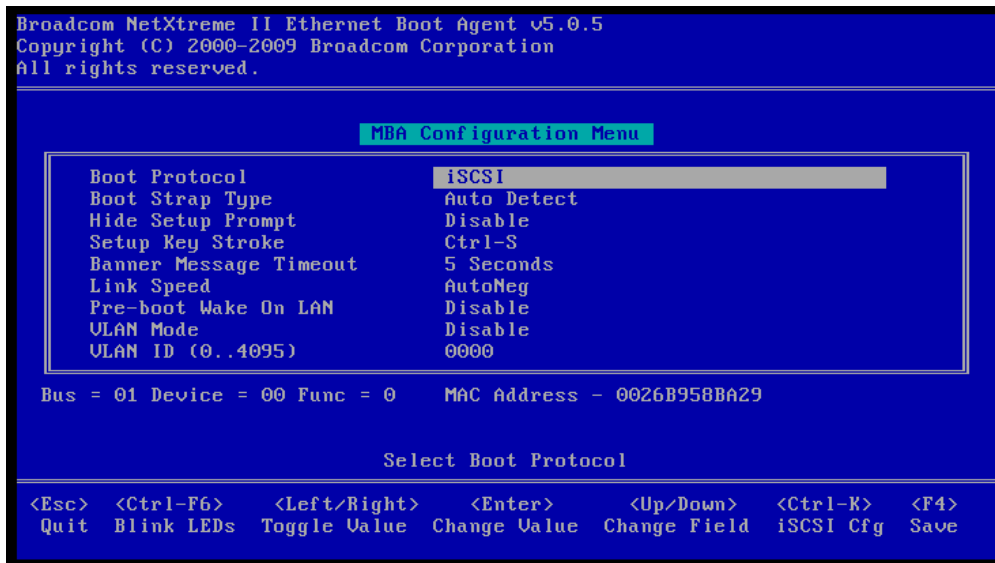 Broadcom NetXtreme II Ethernet Boot Agent v5.0.5
Copyright (C) 2000-2009 Broadcom Corporation
All rights reserved.
MBA Configuration Menu
Boot Protocol iSCSI
Boot Strap Type Auto Detect
Hide Setup Prompt Disable
Setup Key Stroke Ctrl-S
Banner Message Timeout 5 Seconds
Link Speed AutoNeg
Pre-boot Wake On LAN Disable
VLAN Mode Disable
VLAN ID (0..4095) 0000
Bus = 01 Device = 00 Func = 0 MAC Address - 0026B958BA29
Select Boot Protocol
<Esc> <Ctrl-F6> <Left/Right> <Enter> <Up/Down> <Ctrl-K> <F4>
Quit Blink LEDs Toggle Value Change Value Change Field iSCSI Cfg Save